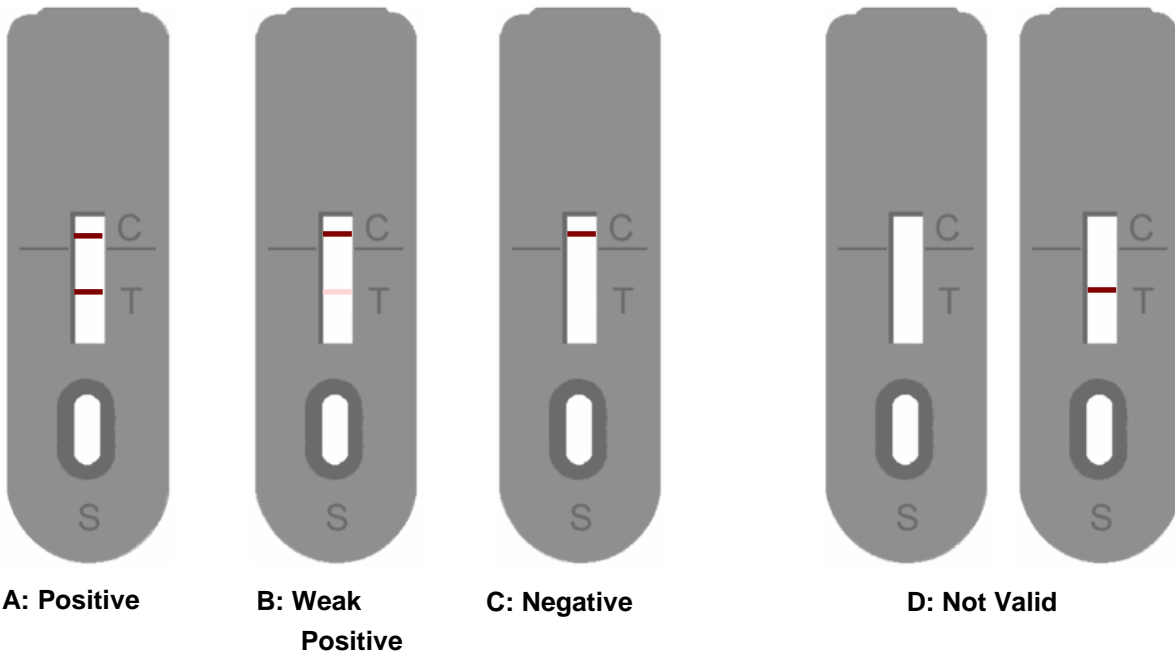 C
T
S
C
T
S
C
T
S
C
T
S
C
T
S
A: Positive
B: Weak
Positive
C: Negative
D: Not Valid